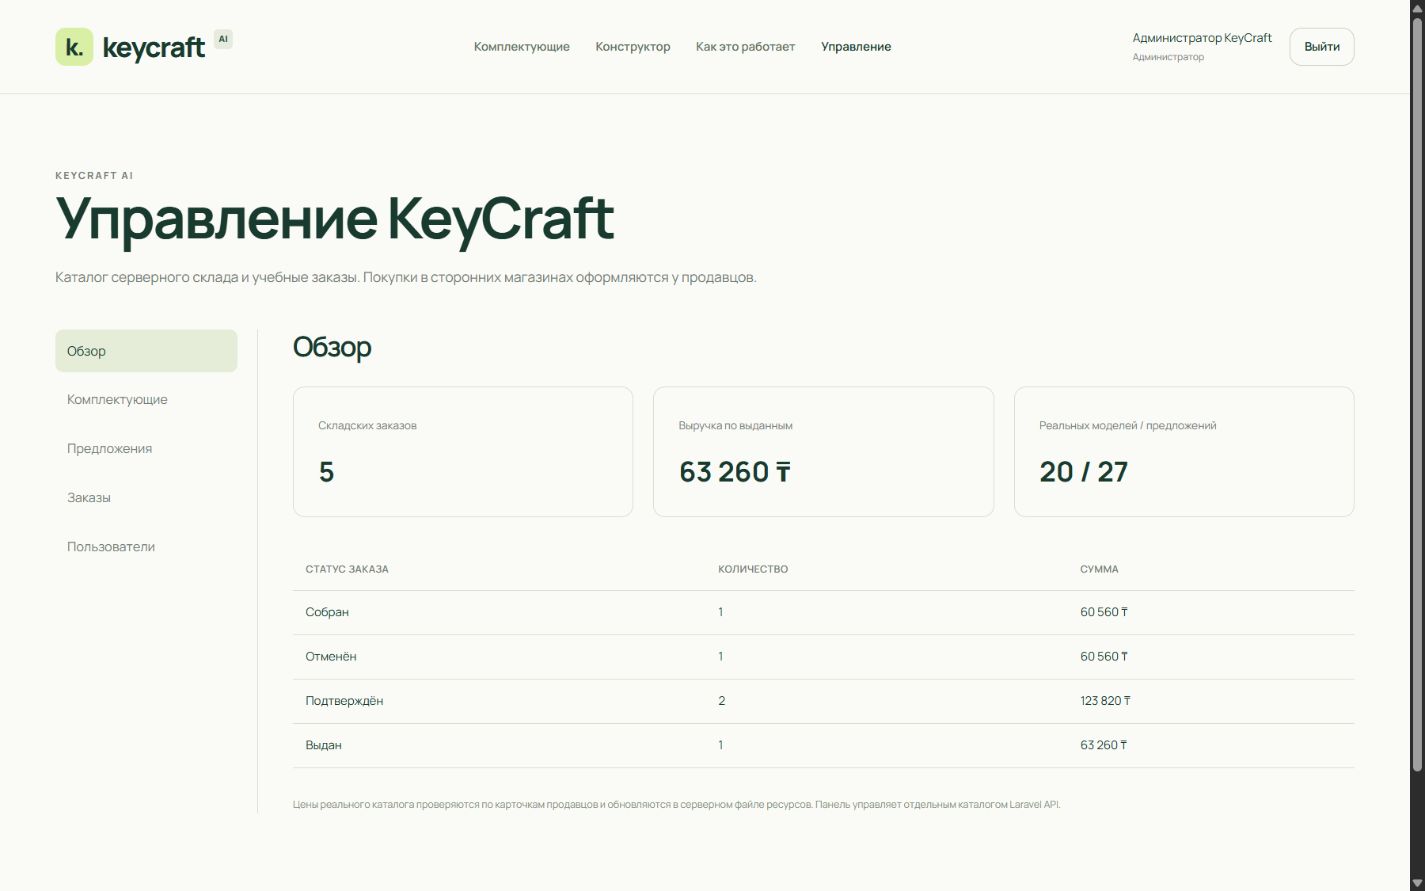 k. keycraft AI
Комплектующие Конструктор Как это работает Управление
Администратор KeyCraft
Администратор
Выйти
KEYCRAFT AI
Управление KeyCraft
Каталог серверного склада и учебные заказы. Покупки в сторонних магазинах оформляются у продавцов.
Обзор
Комплектующие
Предложения
Заказы
Пользователи
Обзор
Складских заказов
5
Выручка по выданным
63 260 ₸
Реальных моделей / предложений
20 / 27
СТАТУС ЗАКАЗА КОЛИЧЕСТВО СУММА
Собран 1 60 560 ₸
Отменён 1 60 560 ₸
Подтверждён 2 123 820 ₸
Выдан 1 63 260 ₸
Цены реального каталога проверяются по карточкам продавцов и обновляются в серверном файле ресурсов. Панель управляет отдельным каталогом Laravel API.